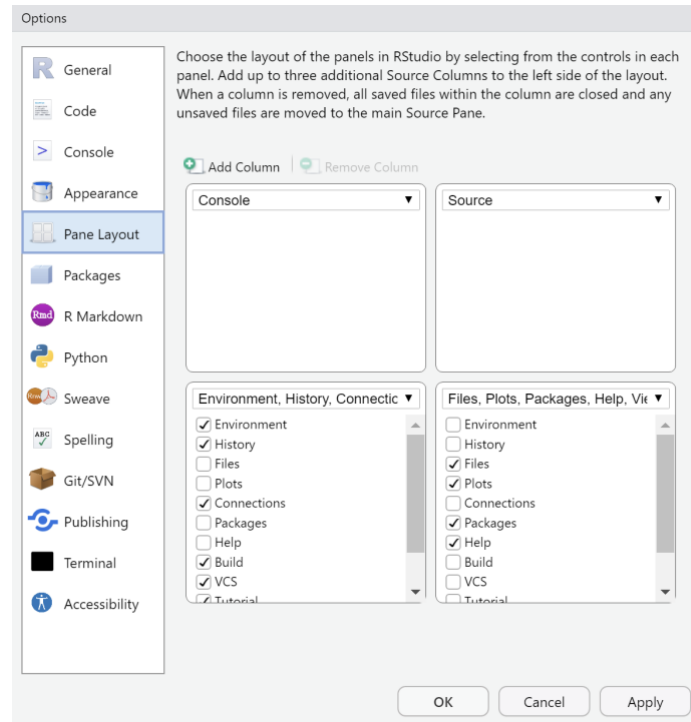 Options
General
Code
Console
Appearance
Pane Layout
Packages
R Markdown
Python
Sweave
Spelling
Git/SVN
Publishing
Terminal
Accessibility
Choose the layout of the panels in RStudio by selecting from the controls in each
panel. Add up to three additional Source Columns to the left side of the layout.
When a column is removed, all saved files within the column are closed and any
unsaved files are moved to the main Source Pane.
Add Column
Remove Column
Console
Source
Environment, History, Connectic
Environment
History
Files
Plots
Connections
Packages
Help
Build
VCS
Tutorial
Files, Plots, Packages, Help, Vie
Environment
History
Files
Plots
Connections
Packages
Help
Build
VCS
Tutorial
OK
Cancel
Apply